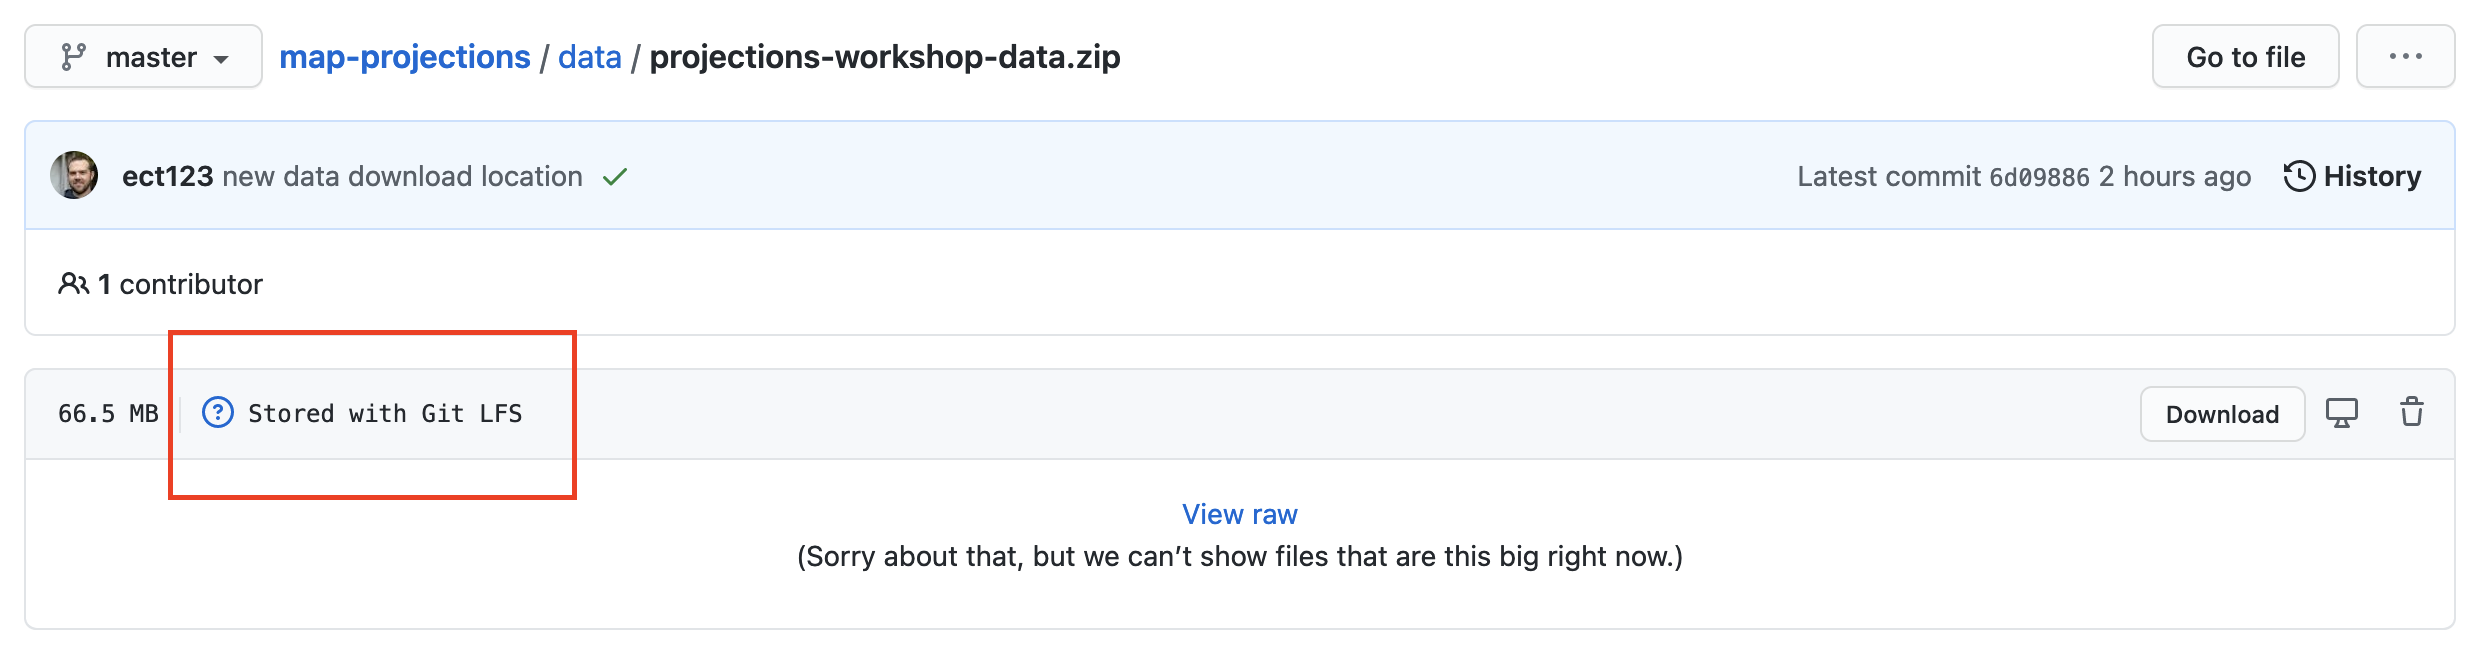 master map-projections / data / projections-workshop-data.zip Go to file ...
ect123 new data download location Latest commit 6d09886 2 hours ago History
1 contributor
66.5 MB ? Stored with Git LFS Download
View raw
(Sorry about that, but we can’t show files that are this big right now.)